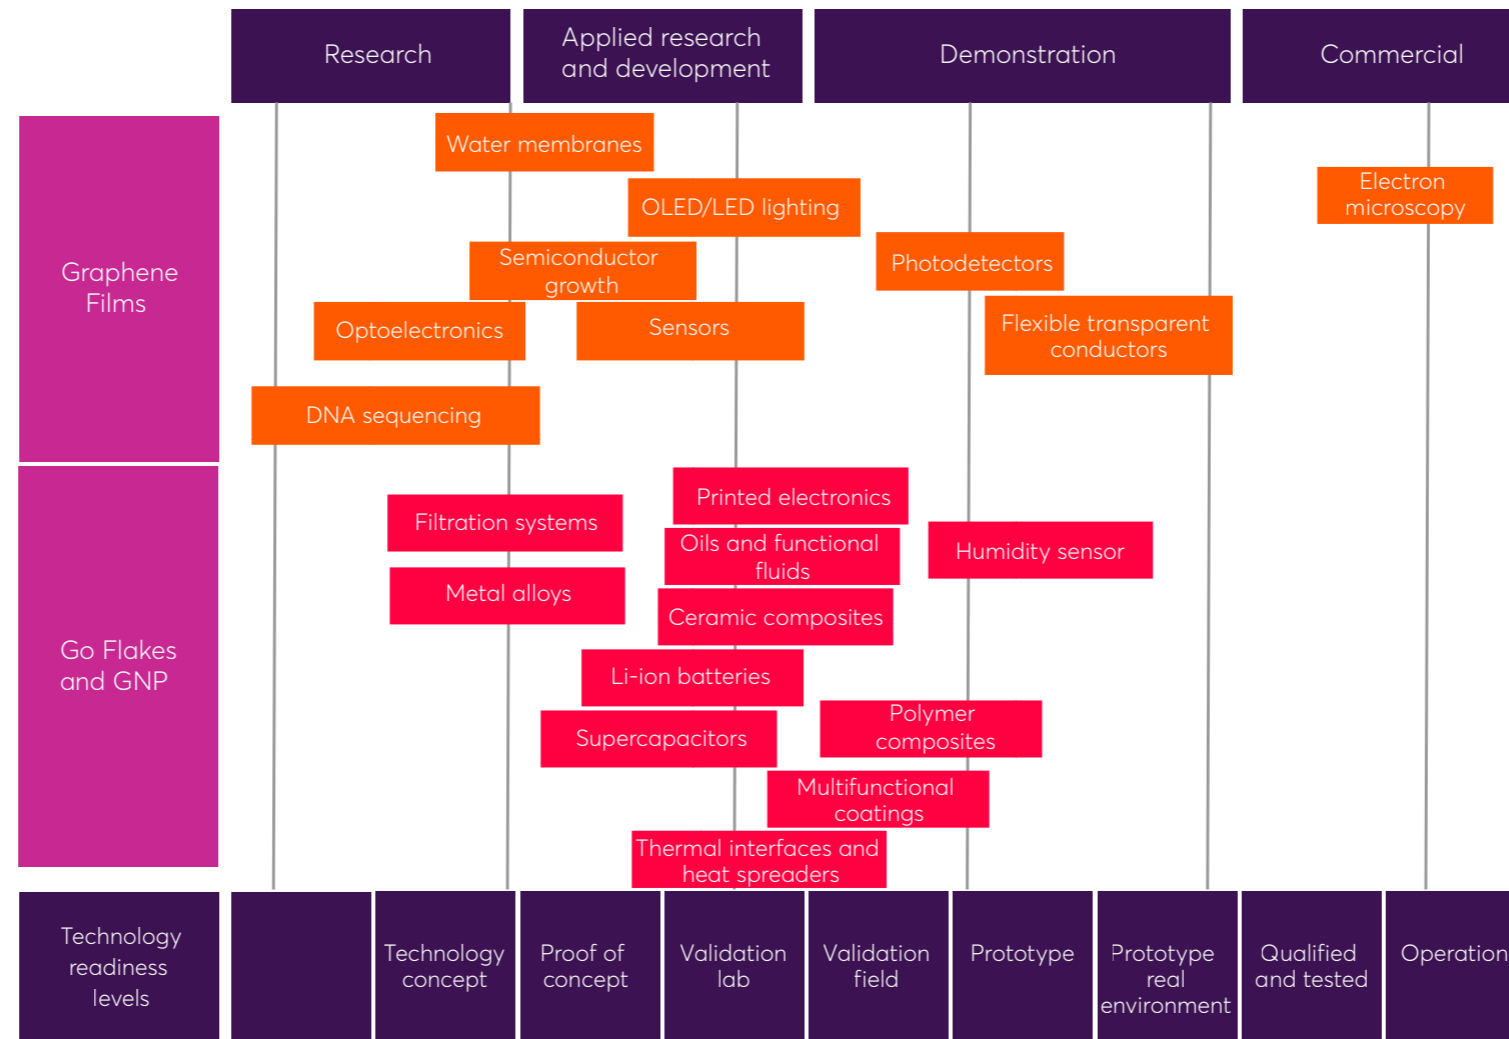 Research
Applied research
and development
Demonstration
Commercial
Graphene
Films
Water membranes
OLED/LED lighting
Electron
microscopy
Semiconductor
growth
Photodetectors
Optoelectronics
Sensors
Flexible transparent
conductors
DNA sequencing
Go Flakes
and GNP
Printed electronics
Filtration systems
Oils and functional
fluids
Humidity sensor
Metal alloys
Ceramic composites
Li-ion batteries
Polymer
composites
Supercapacitors
Multifunctional
coatings
Thermal interfaces and
heat spreaders
Technology
readiness
levels
Technology
concept
Proof of
concept
Validation
lab
Validation
field
Prototype
Prototype
real
environment
Qualified
and tested
Operation